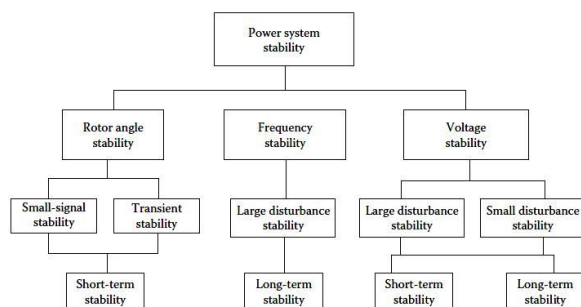 Power system
stability
Rotor angle
stability
Frequency
stability
Voltage
stability
Small-signal
stability
Transient
stability
Large disturbance
stability
Large disturbance
stability
Small disturbance
stability
Short-term
stability
Long-term
stability
Short-term
stability
Long-term
stability